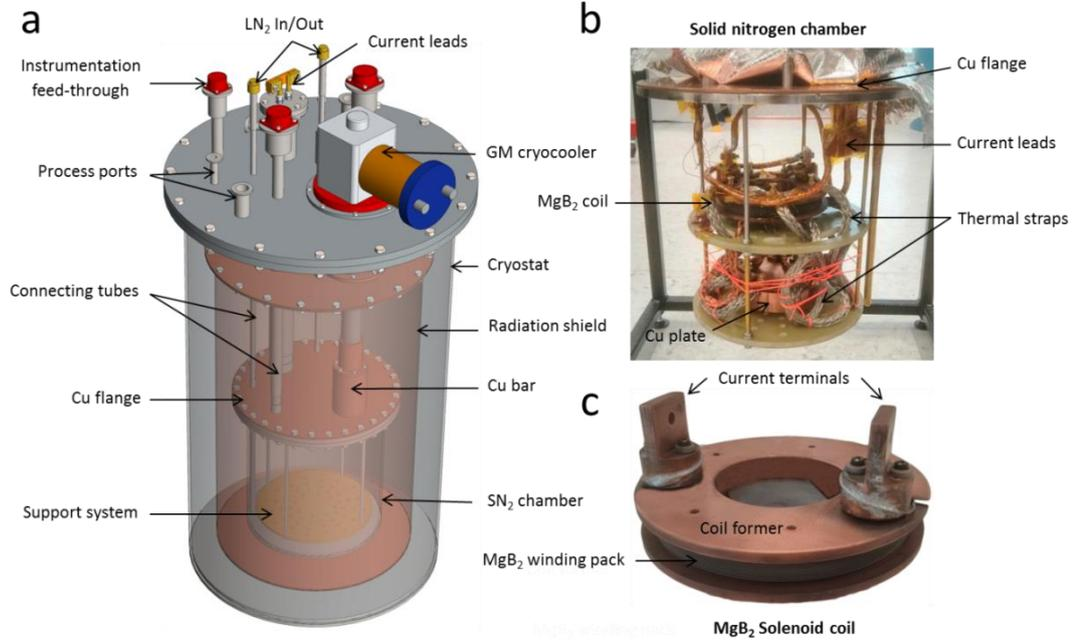 a
LN₂ In/Out
Current leads
Instrumentation
feed-through
Process ports
GM cryocooler
Cryostat
Connecting tubes
Radiation shield
Cu flange
Cu bar
Support system
SN₂ chamber
b
Solid nitrogen chamber
Cu flange
Current leads
MgB₂ coil
Thermal straps
Cu plate
c
Current terminals
Coil former
MgB₂ winding pack
MgB₂ Solenoid coil